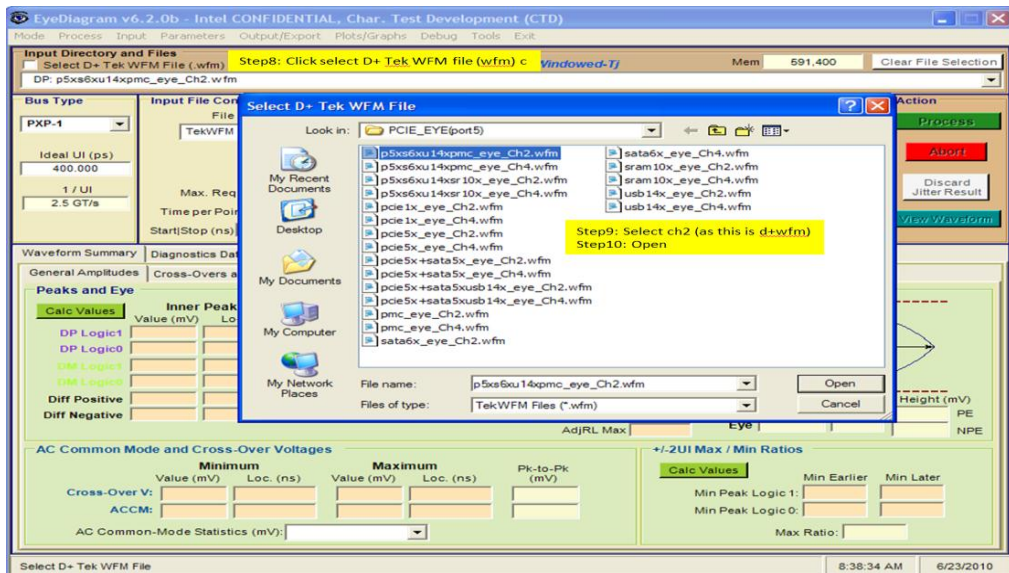 EyeDiagram v6.2.0b - Intel CONFIDENTIAL, Char. Test Development (CTD)
Mode Process Input Parameters Output/Export Plots/Graphs Debug Tools Exit
Input Directory and Files
Select D+ Tek WFM File (.wfm)
Step8: Click select D+ Tek WFM file (wfm) c
Windowed-Tj
Mem 591,400
Clear File Selection
DP: p5xs6xu14xpmc_eye_Ch2.wfm
Bus Type
PXP-1
Ideal UI (ps)
400.000
1 / UI
2.5 GT/s
Input File Con
File
TekWFM
Max. Req
Time per Poin
Start|Stop (ns)
Select D+ Tek WFM File
Look in: PCIE_EYE(port5)
My Recent Documents
Desktop
My Documents
My Computer
My Network Places
p5xs6xu14xpmc_eye_Ch2.wfm
p5xs6xu14xpmc_eye_Ch4.wfm
p5xs6xu14xsr10x_eye_Ch2.wfm
p5xs6xu14xsr10x_eye_Ch4.wfm
pcie1x_eye_Ch2.wfm
pcie1x_eye_Ch4.wfm
pcie5x_eye_Ch2.wfm
pcie5x_eye_Ch4.wfm
pcie5x+sata5x_eye_Ch2.wfm
pcie5x+sata5xusb14x_eye_Ch2.wfm
pcie5x+sata5xusb14x_eye_Ch4.wfm
pmc_eye_Ch2.wfm
pmc_eye_Ch4.wfm
sata6x_eye_Ch2.wfm
sata6x_eye_Ch4.wfm
sram10x_eye_Ch2.wfm
sram10x_eye_Ch4.wfm
usb14x_eye_Ch2.wfm
usb14x_eye_Ch4.wfm
Step9: Select ch2 (as this is d+wfm)
Step10: Open
File name: p5xs6xu14xpmc_eye_Ch2.wfm
Open
Files of type: TekWFM Files (*.wfm)
Cancel
Action
Process
Abort
Discard Jitter Result
View Waveform
Waveform Summary Diagnostics Dat
General Amplitudes Cross-Overs a
Peaks and Eye
Calc Values
Inner Peak
Value (mV) Lo
DP Logic1
DP Logic0
DM Logic1
DM Logic0
Diff Positive
Diff Negative
AdjRL Max
Eye
Height (mV)
PE
NPE
AC Common Mode and Cross-Over Voltages
Minimum Maximum Pk-to-Pk
Value (mV) Loc. (ns) Value (mV) Loc. (ns) (mV)
Cross-Over V:
ACCM:
AC Common-Mode Statistics (mV):
+/-2UI Max / Min Ratios
Calc Values
Min Earlier Min Later
Min Peak Logic 1:
Min Peak Logic 0:
Max Ratio:
Select D+ Tek WFM File
8:38:34 AM 6/23/2010